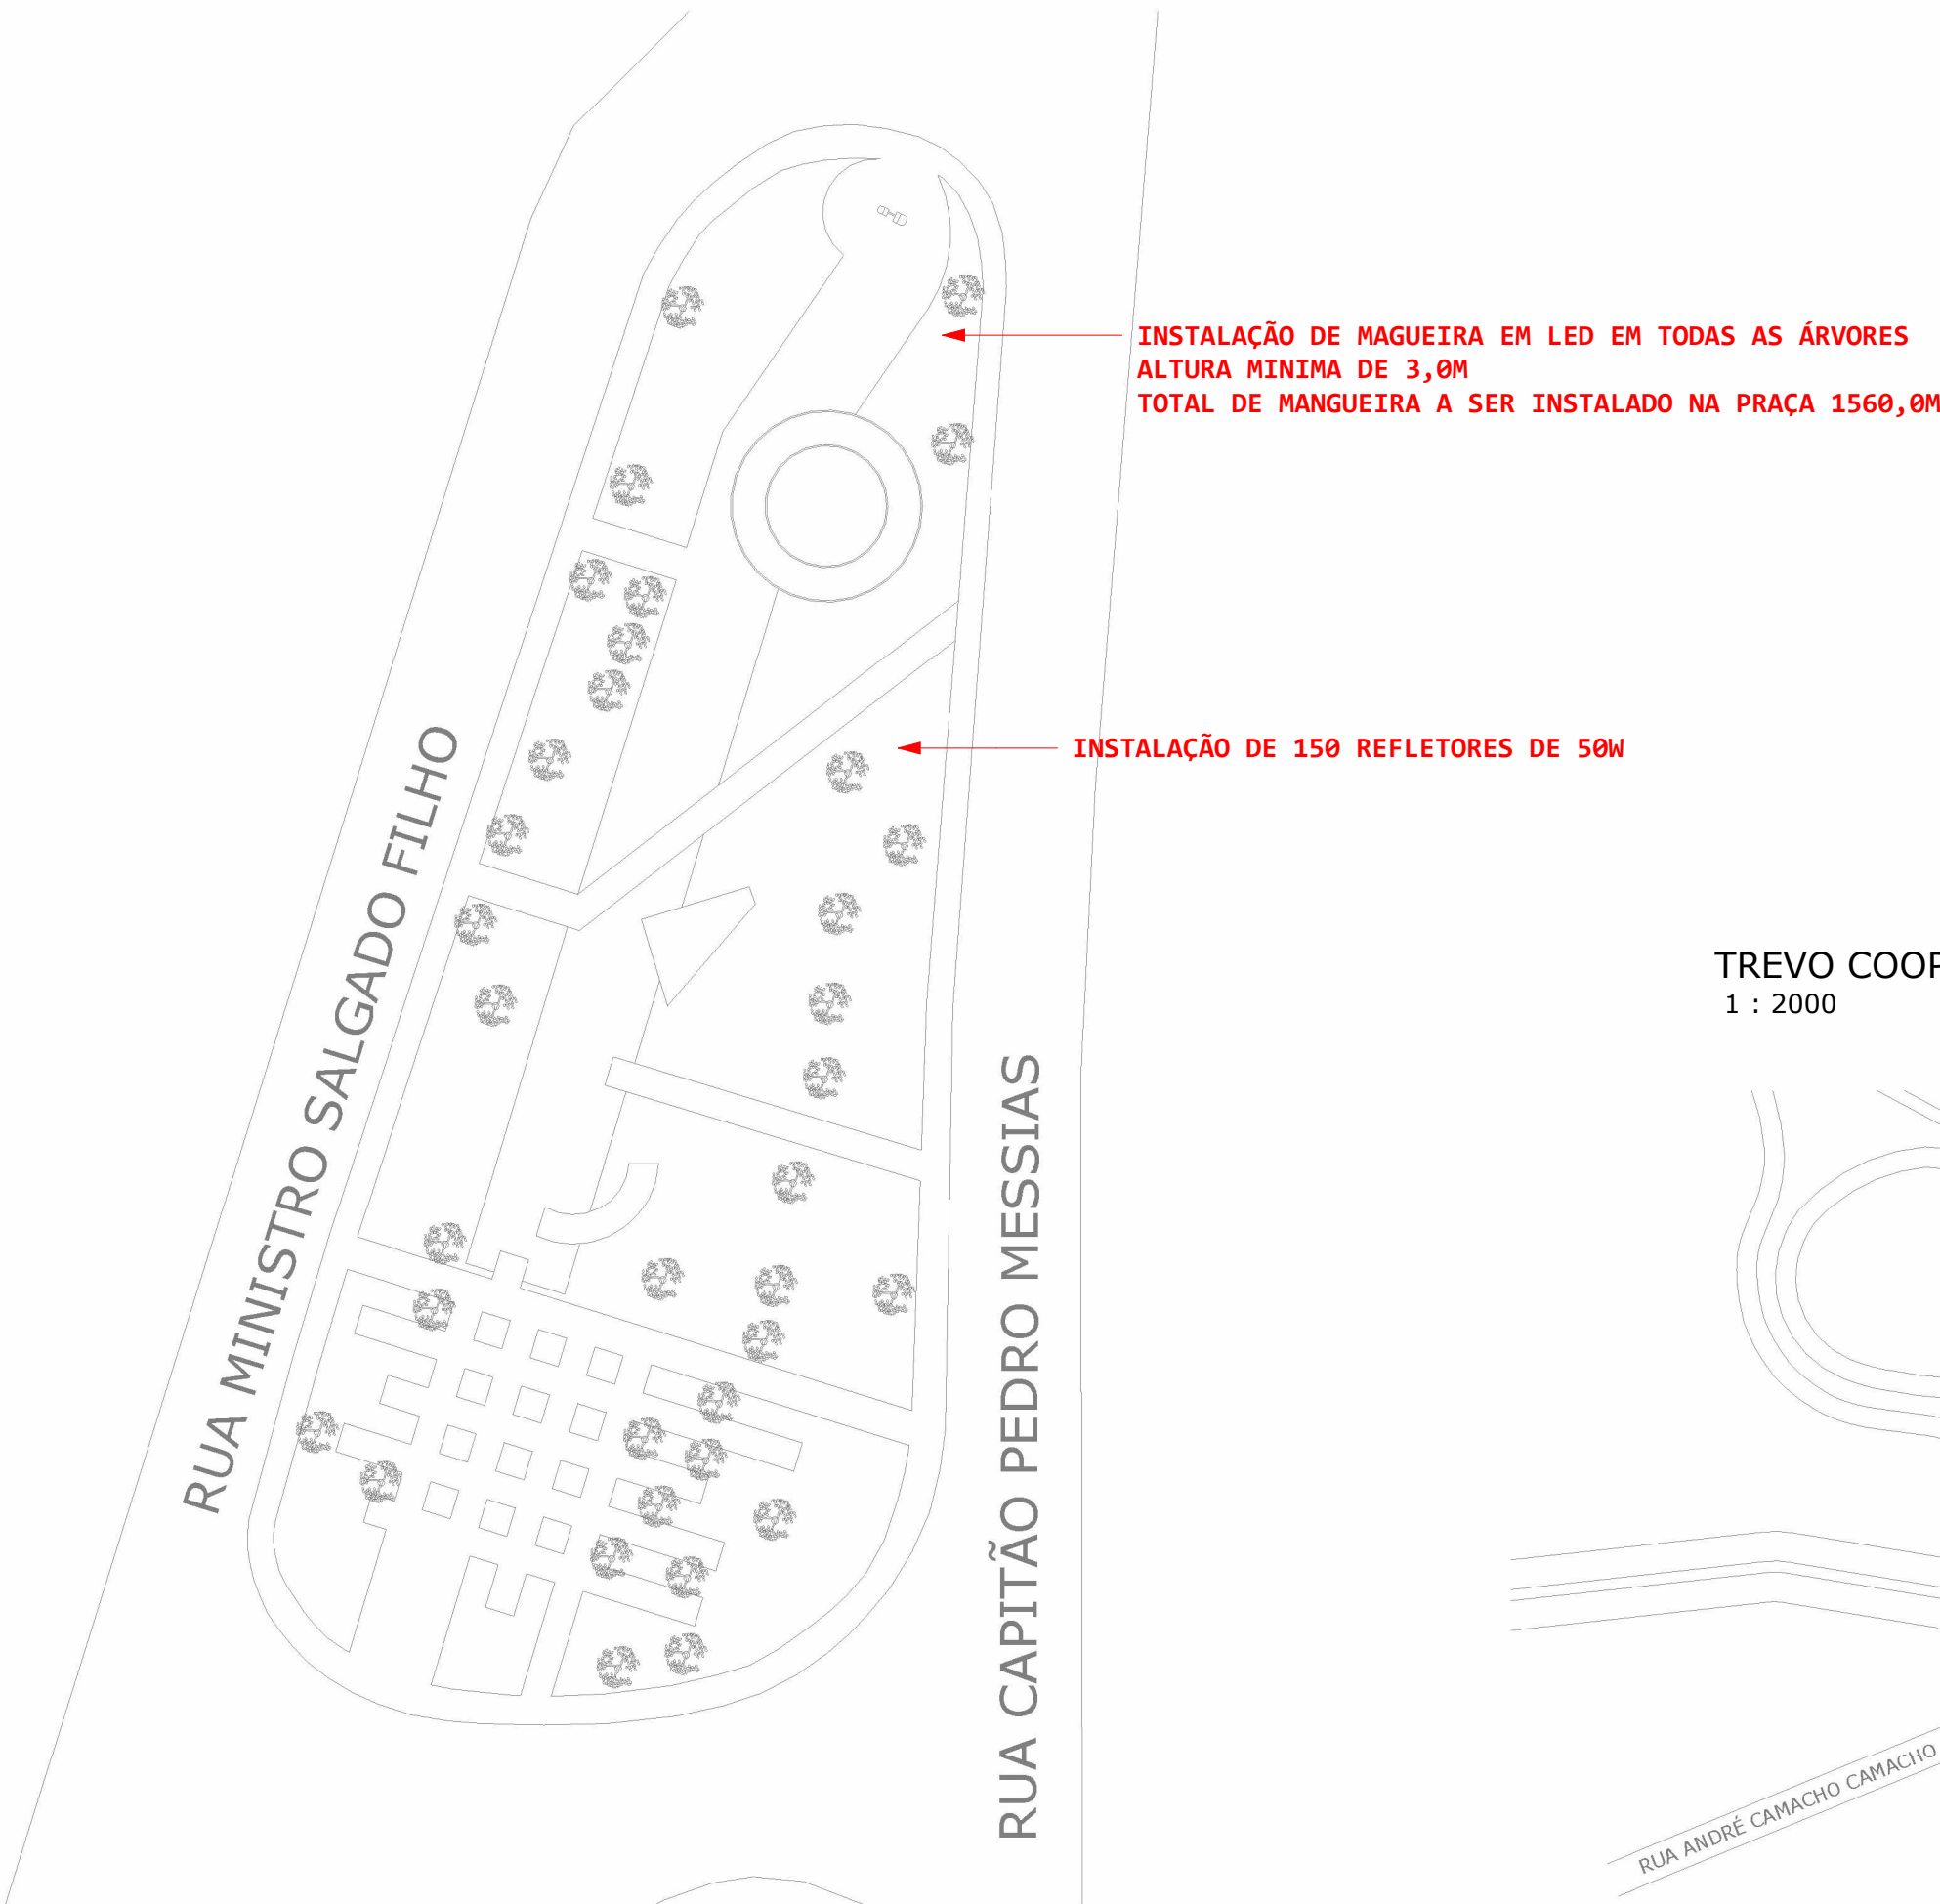 INSTALAÇÃO DE MAGUEIRA EM LED EM TODAS AS ÁRVORES
ALTURA MINIMA DE 3,0M
TOTAL DE MANGUEIRA A SER INSTALADO NA PRAÇA 1560,0M
INSTALAÇÃO DE 150 REFLETORES DE 50W
RUA MINISTRO SALGADO FILHO
TREVO COOP
1 : 2000
RUA CAPITÃO PEDRO MESSIAS
RUA ANDRÉ CAMACHO CAMACHO